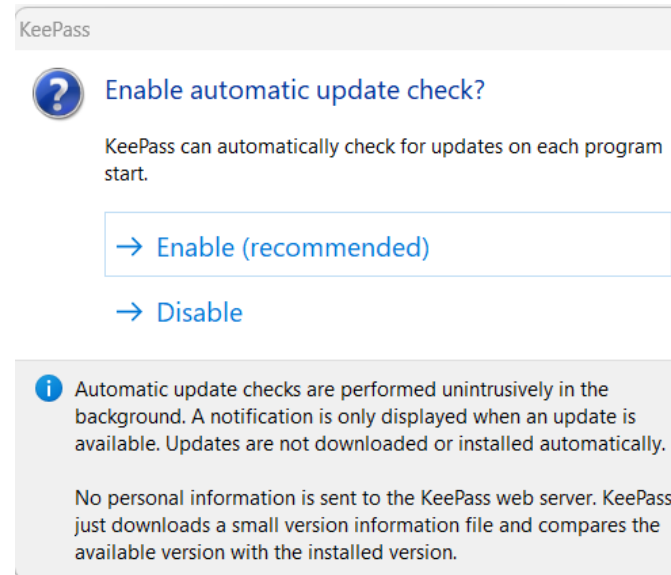 KeePass
Enable automatic update check?
KeePass can automatically check for updates on each program
start.
→ Enable (recommended)
→ Disable
Automatic update checks are performed unintrusively in the
background. A notification is only displayed when an update is
available. Updates are not downloaded or installed automatically.
No personal information is sent to the KeePass web server. KeePass
just downloads a small version information file and compares the
available version with the installed version.